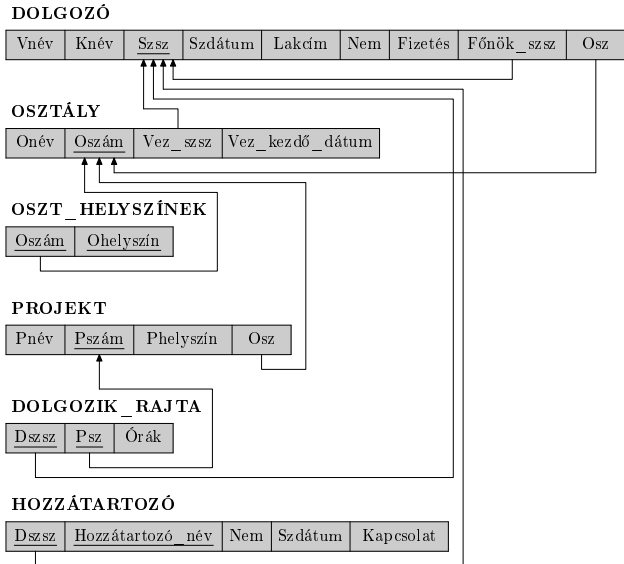 DOLGOZÓ
Vnév Knév Szsz Szdátum Lakcím Nem Fizetés Főnök_szsz Osz
OSZTÁLY
Onév Oszám Vez_szsz Vez_kezdő_dátum
OSZT_HELYSZÍNEK
Oszám Ohelyszín
PROJEKT
Pnév Pszám Phelyszín Osz
DOLGOZIK_RAJTA
Dszsz Psz Órák
HOZZÁTARTOZÓ
Dszsz Hozzátartozó_név Nem Szdátum Kapcsolat